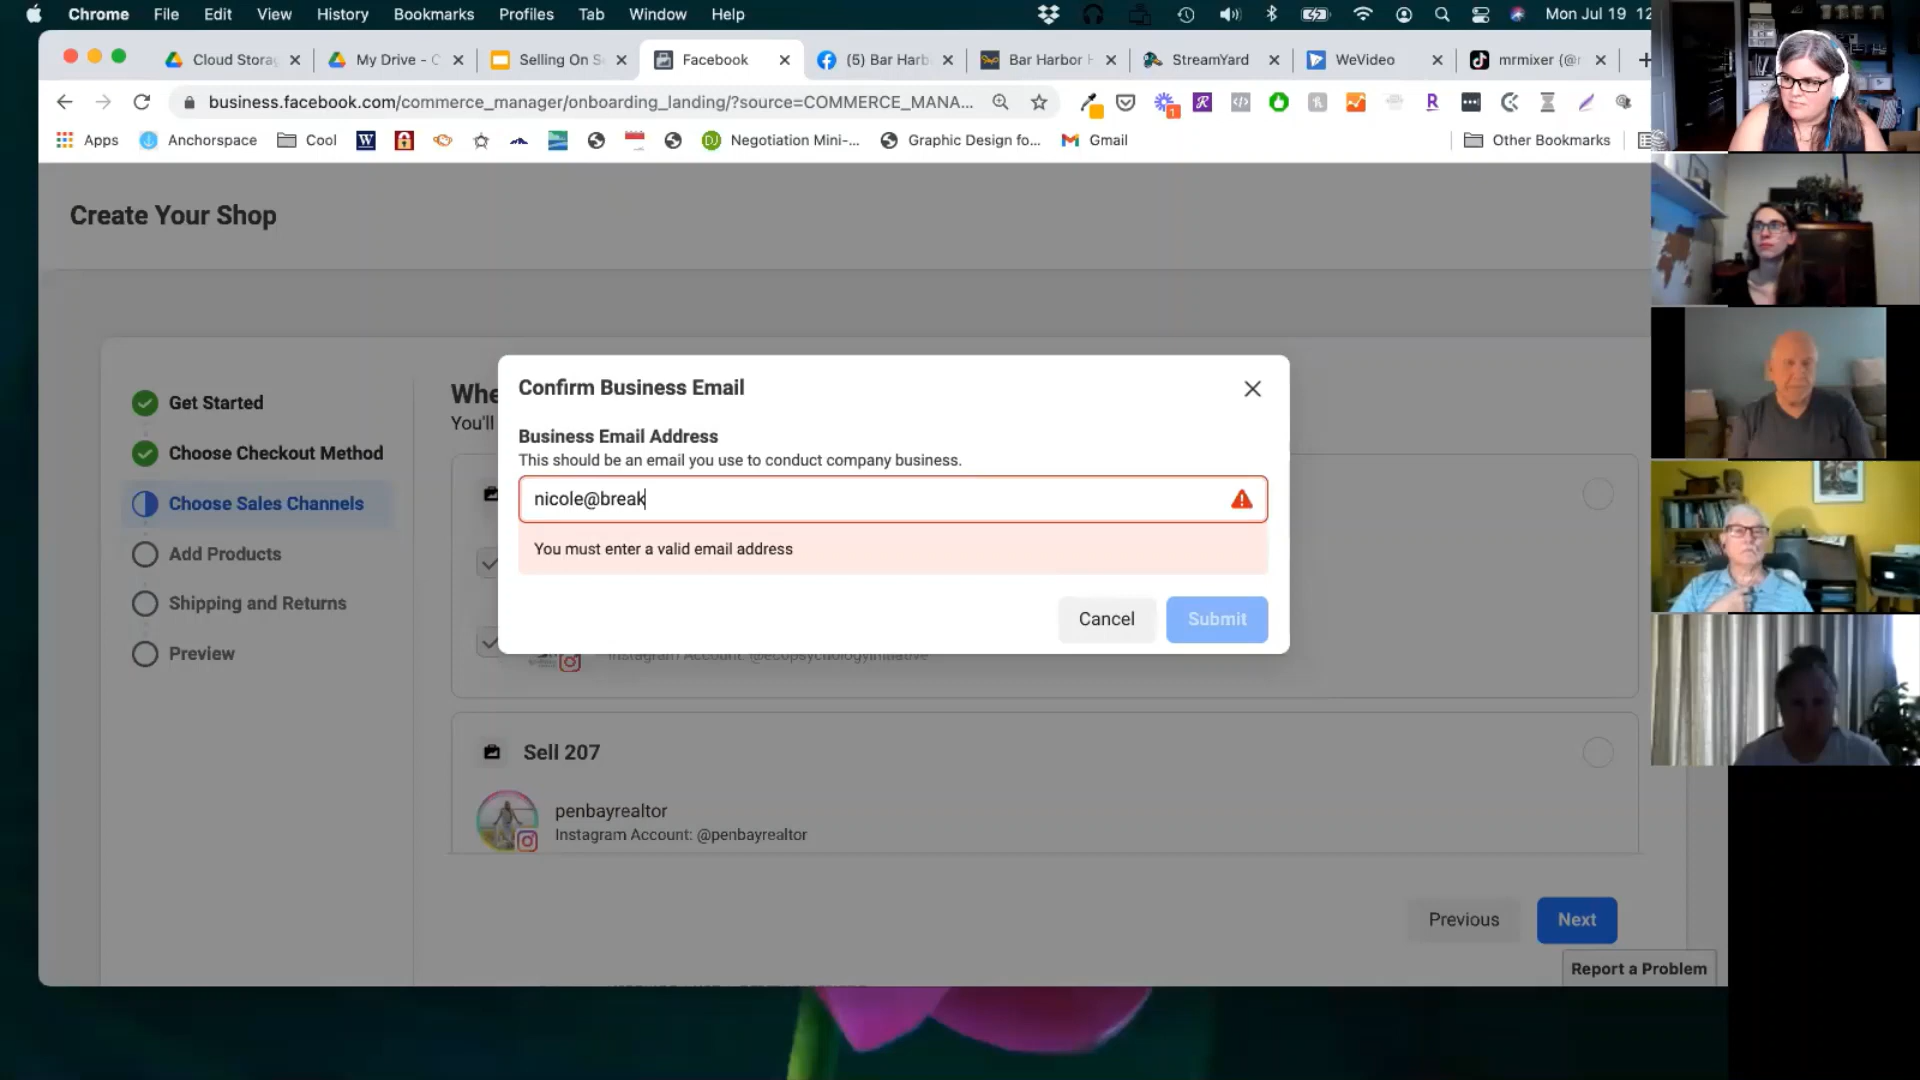 Chrome File Edit View History Bookmarks Profiles Tab Window Help Mon Jul 19 12
Cloud Stora My Drive - C Selling On S Facebook (5) Bar Harb Bar Harbor H StreamYard WeVideo mrmixer (@r
business.facebook.com/commerce_manager/onboarding_landing/?source=COMMERCE_MANA...
Apps Anchorspace Cool Negotiation Mini-... Graphic Design fo... Gmail Other Bookmarks
Create Your Shop
Get Started
Choose Checkout Method
Choose Sales Channels
Add Products
Shipping and Returns
Preview
Whe
You'll
Confirm Business Email
Business Email Address
This should be an email you use to conduct company business.
nicole@break
You must enter a valid email address
Cancel Submit
Instagram Account: @ecopsychologyinitiative
Sell 207
penbayrealtor
Instagram Account: @penbayrealtor
Previous Next
Report a Problem